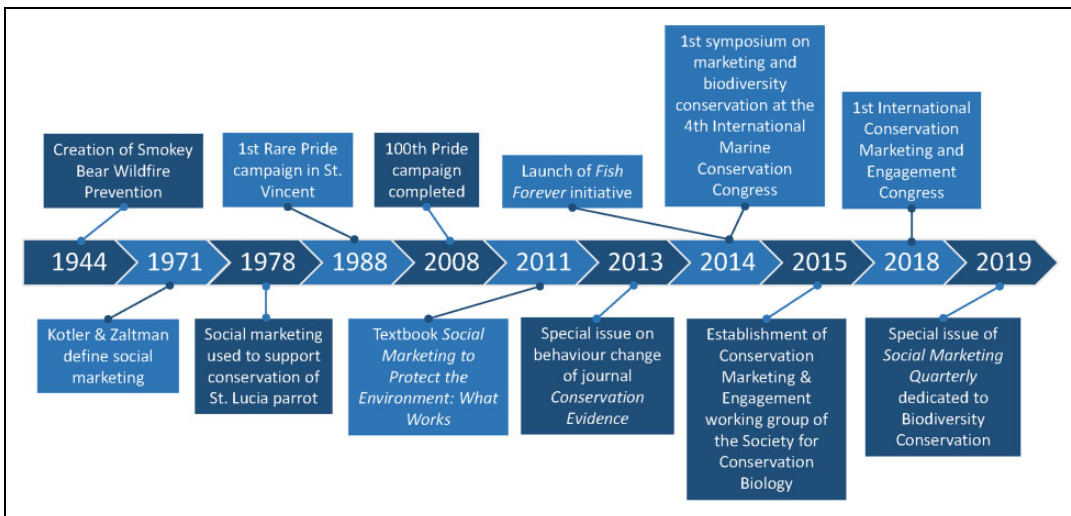 Creation of Smokey
Bear Wildfire
Prevention
1st Rare Pride
campaign in St.
Vincent
100th Pride
campaign
completed
Launch of Fish
Forever initiative
1st symposium on
marketing and
biodiversity
conservation at the
4th International
Marine
Conservation
Congress
1st International
Conservation
Marketing and
Engagement
Congress
1944 1971 1978 1988 2008 2011 2013 2014 2015 2018 2019
Kotler & Zaltman
define social
marketing
Social marketing
used to support
conservation of
St. Lucia parrot
Textbook Social
Marketing to
Protect the
Environment: What
Works
Special issue on
behaviour change
of journal
Conservation
Evidence
Establishment of
Conservation
Marketing &
Engagement
working group of
the Society for
Conservation
Biology
Special issue of
Social Marketing
Quarterly
dedicated to
Biodiversity
Conservation